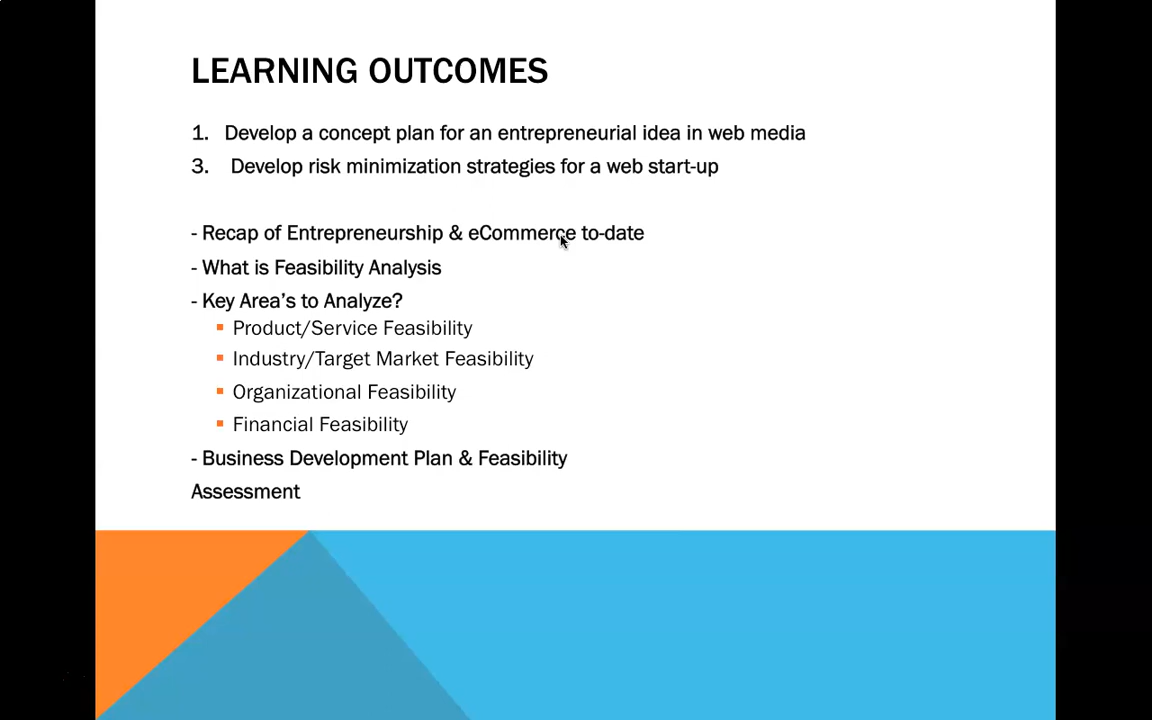 LEARNING OUTCOMES
1. Develop a concept plan for an entrepreneurial idea in web media
3. Develop risk minimization strategies for a web start-up
- Recap of Entrepreneurship & eCommerce to-date
- What is Feasibility Analysis
- Key Area's to Analyze?
▪ Product/Service Feasibility
▪ Industry/Target Market Feasibility
▪ Organizational Feasibility
▪ Financial Feasibility
- Business Development Plan & Feasibility
Assessment